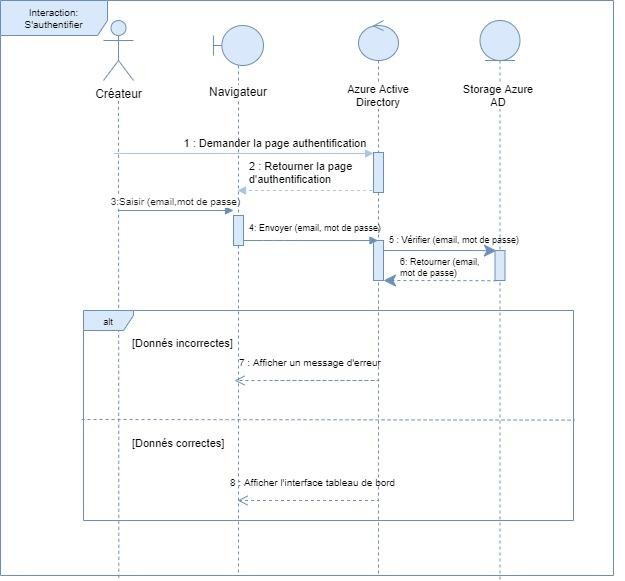 Interaction:
S'authentifier
Créateur
Navigateur
Azure Active
Directory
Storage Azure
AD
1 : Demander la page authentification
2 : Retourner la page
d'authentification
3:Saisir (email,mot de passe)
4: Envoyer (email, mot de passe)
5 : Vérifier (email, mot de passe)
6: Retourner (email,
mot de passe)
alt
[Donnés incorrectes]
7 : Afficher un message d'erreur
[Donnés correctes]
8 : Afficher l'interface tableau de bord